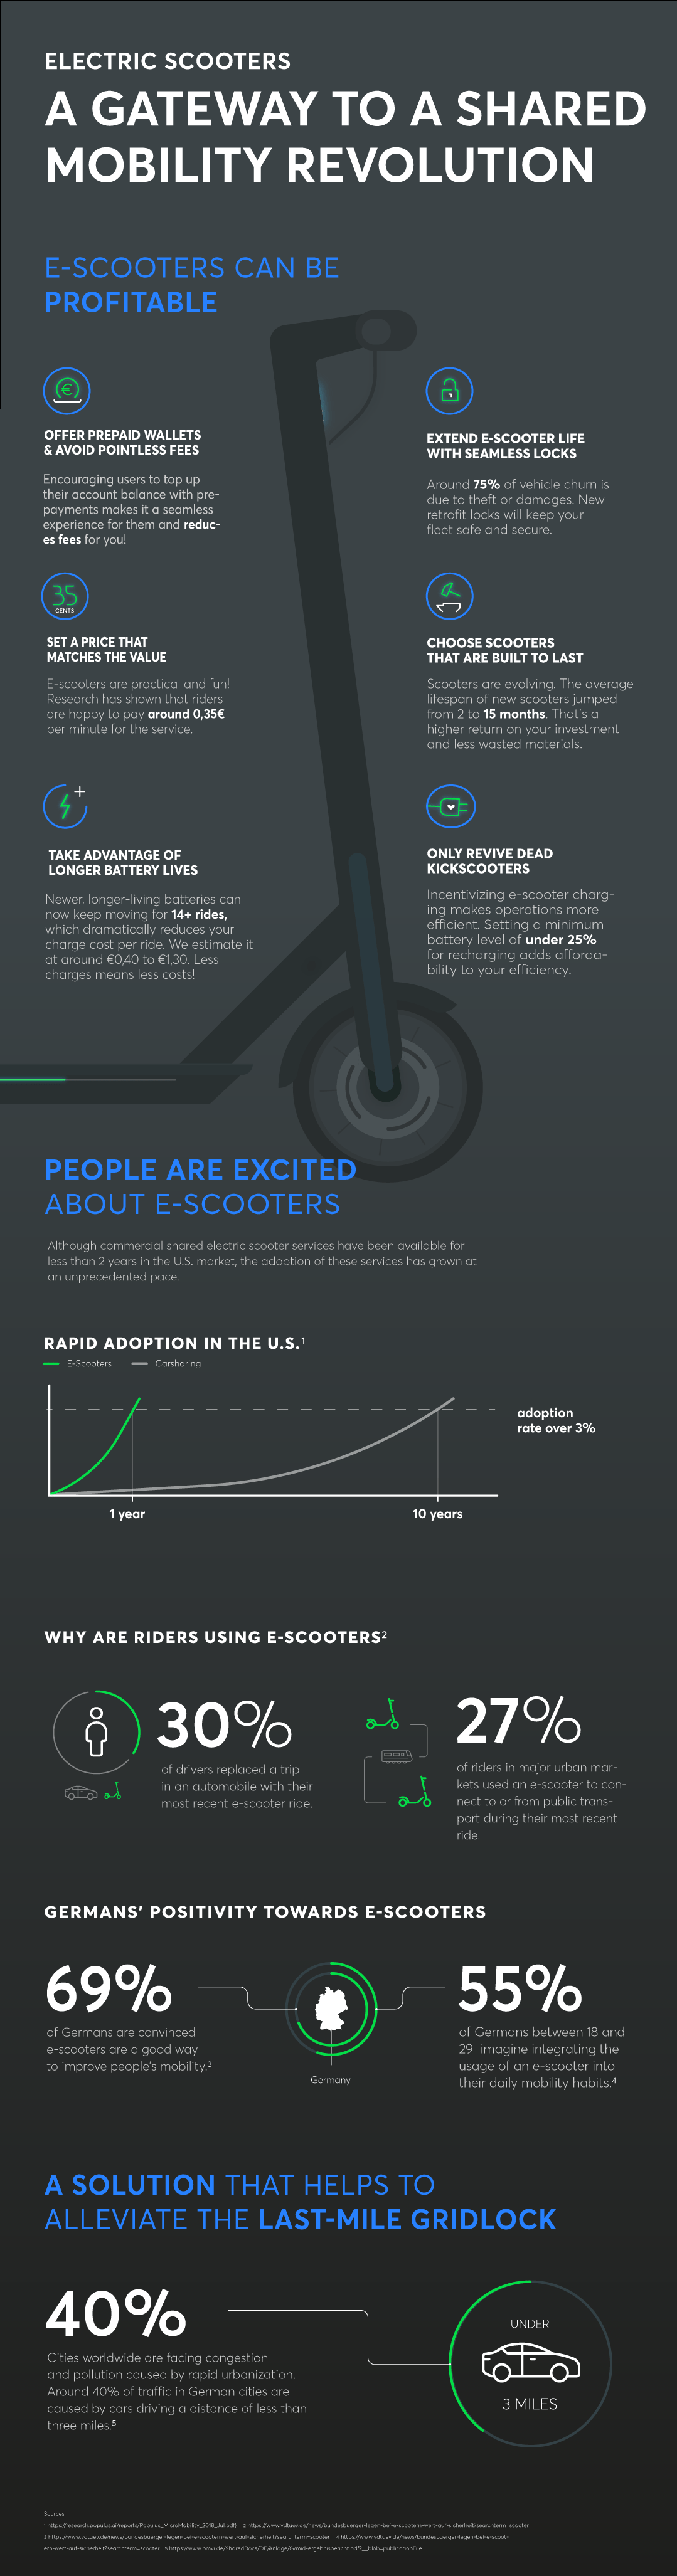 ELECTRIC SCOOTERS
A GATEWAY TO A SHARED
MOBILITY REVOLUTION
E-SCOOTERS CAN BE
PROFITABLE
OFFER PREPAID WALLETS
& AVOID POINTLESS FEES
Encouraging users to top up
their account balance with pre-
payments makes it a seamless
experience for them and reduc-
es fees for you!
EXTEND E-SCOOTER LIFE
WITH SEAMLESS LOCKS
Around 75% of vehicle churn is
due to theft or damages. New
retrofit locks will keep your
fleet safe and secure.
35
CENTS
SET A PRICE THAT
MATCHES THE VALUE
E-scooters are practical and fun!
Research has shown that riders
are happy to pay around 0,35€
per minute for the service.
CHOOSE SCOOTERS
THAT ARE BUILT TO LAST
Scooters are evolving. The average
lifespan of new scooters jumped
from 2 to 15 months. That's a
higher return on your investment
and less wasted materials.
TAKE ADVANTAGE OF
LONGER BATTERY LIVES
Newer, longer-living batteries can
now keep moving for 14+ rides,
which dramatically reduces your
charge cost per ride. We estimate it
at around €0,40 to €1,30. Less
charges means less costs!
ONLY REVIVE DEAD
KICKSCOOTERS
Incentivizing e-scooter charg-
ing makes operations more
efficient. Setting a minimum
battery level of under 25%
for recharging adds afforda-
bility to your efficiency.
PEOPLE ARE EXCITED
ABOUT E-SCOOTERS
Although commercial shared electric scooter services have been available for
less than 2 years in the U.S. market, the adoption of these services has grown at
an unprecedented pace.
RAPID ADOPTION IN THE U.S.¹
E-Scooters Carsharing
adoption
rate over 3%
1 year 10 years
WHY ARE RIDERS USING E-SCOOTERS²
30%
of drivers replaced a trip
in an automobile with their
most recent e-scooter ride.
27%
of riders in major urban mar-
kets used an e-scooter to con-
nect to or from public trans-
port during their most recent
ride.
GERMANS' POSITIVITY TOWARDS E-SCOOTERS
69%
of Germans are convinced
e-scooters are a good way
to improve people's mobility.³
Germany
55%
of Germans between 18 and
29 imagine integrating the
usage of an e-scooter into
their daily mobility habits.⁴
A SOLUTION THAT HELPS TO
ALLEVIATE THE LAST-MILE GRIDLOCK
40%
Cities worldwide are facing congestion
and pollution caused by rapid urbanization.
Around 40% of traffic in German cities are
caused by cars driving a distance of less than
three miles.⁵
UNDER
3 MILES
Sources:
1 https://research.populus.ai/reports/Populus_MicroMobility_2018_Jul.pdf) 2 https://www.vdtuev.de/news/bundesbuerger-legen-bei-e-scootern-wert-auf-sicherheit?searchterm=scooter
3 https://www.vdtuev.de/news/bundesbuerger-legen-bei-e-scootern-wert-auf-sicherheit?searchterm=scooter 4 https://www.vdtuev.de/news/bundesbuerger-legen-bei-e-scoot-
ern-wert-auf-sicherheit?searchterm=scooter 5 https://www.bmvi.de/SharedDocs/DE/Anlage/G/mid-ergebnisbericht.pdf?__blob=publicationFile